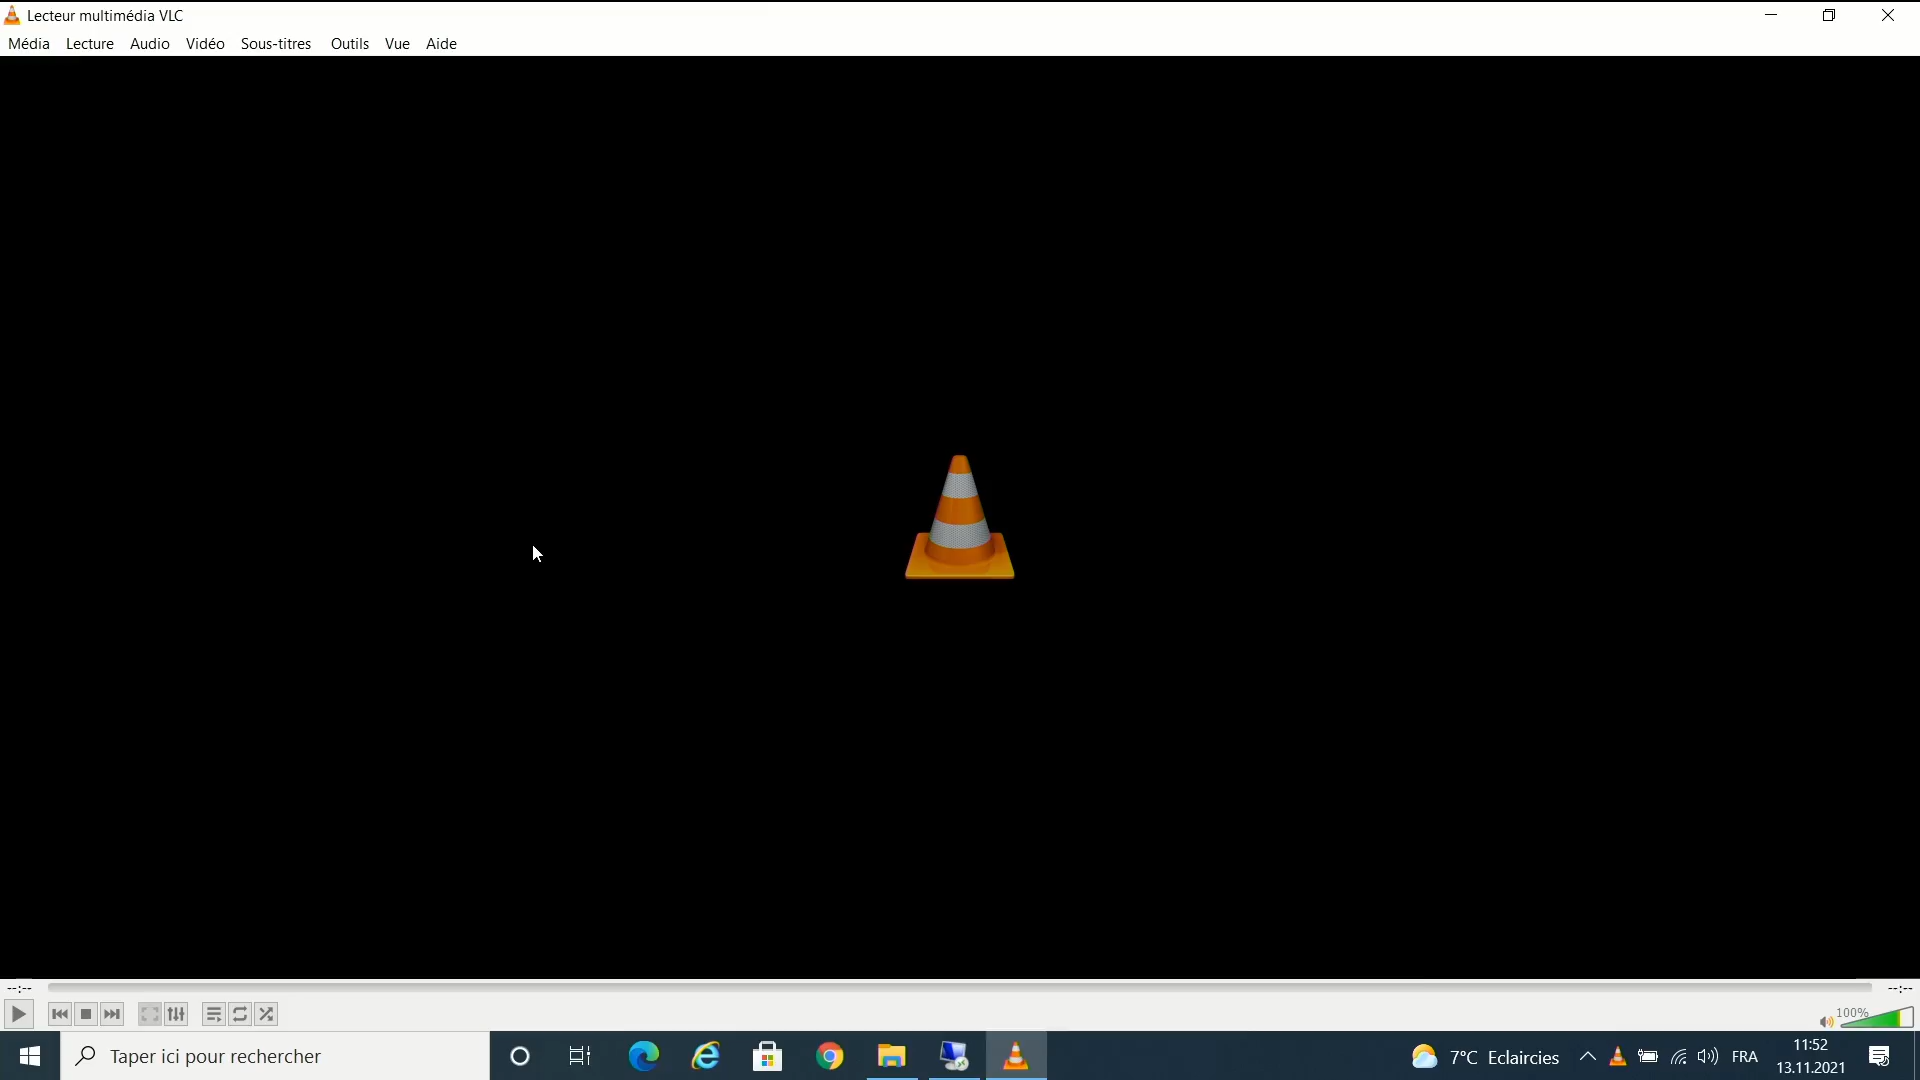 Lecteur multimédia VLC
Média Lecture Audio Vidéo Sous-titres Outils Vue Aide
--:-- --:--
100%
Taper ici pour rechercher
7°C Eclaircies
FRA
11:52
13.11.2021